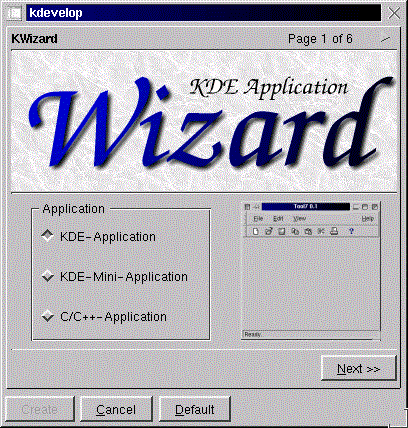 kdevelop
KWizard Page 1 of 6
KDE Application
Wizard
Application
KDE-Application
KDE-Mini-Application
C/C++-Application
Tool7 0.1
File Edit View Help
Ready.
Next >>
Create Cancel Default